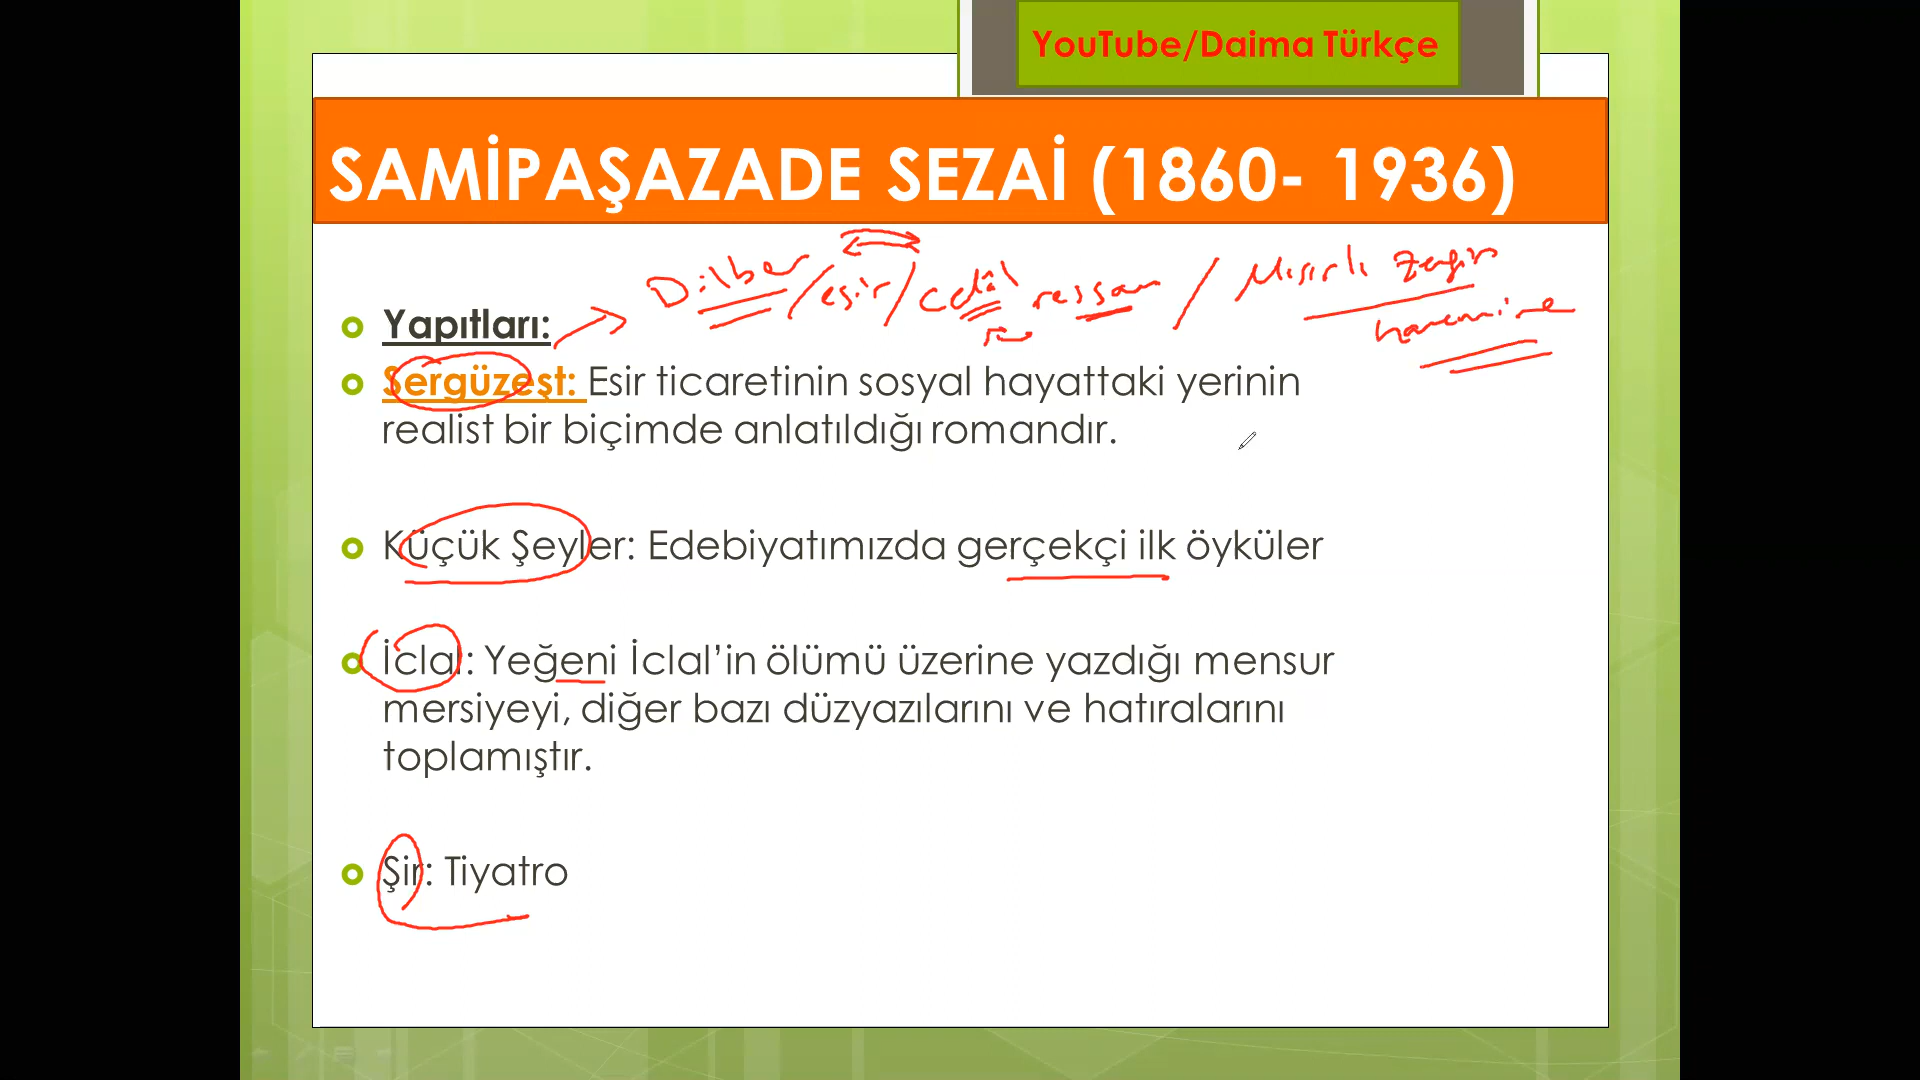 YouTube/Daima Türkçe
SAMİPAŞAZADE SEZAİ (1860- 1936)
Dilber / esir / Celâl ressam / Mısırlı zengin
haremine
Yapıtları:
Sergüzeşt: Esir ticaretinin sosyal hayattaki yerinin
realist bir biçimde anlatıldığı romandır.
Küçük Şeyler: Edebiyatımızda gerçekçi ilk öyküler
İclal: Yeğeni İclal’in ölümü üzerine yazdığı mensur
mersiyeyi, diğer bazı düzyazılarını ve hatıralarını
toplamıştır.
Şir: Tiyatro